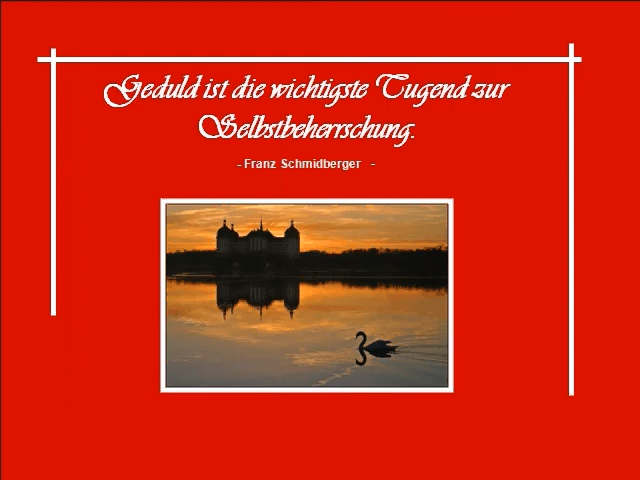 Geduld ist die wichtigste Tugend zur
Selbstbeherrschung.
- Franz Schmidberger -